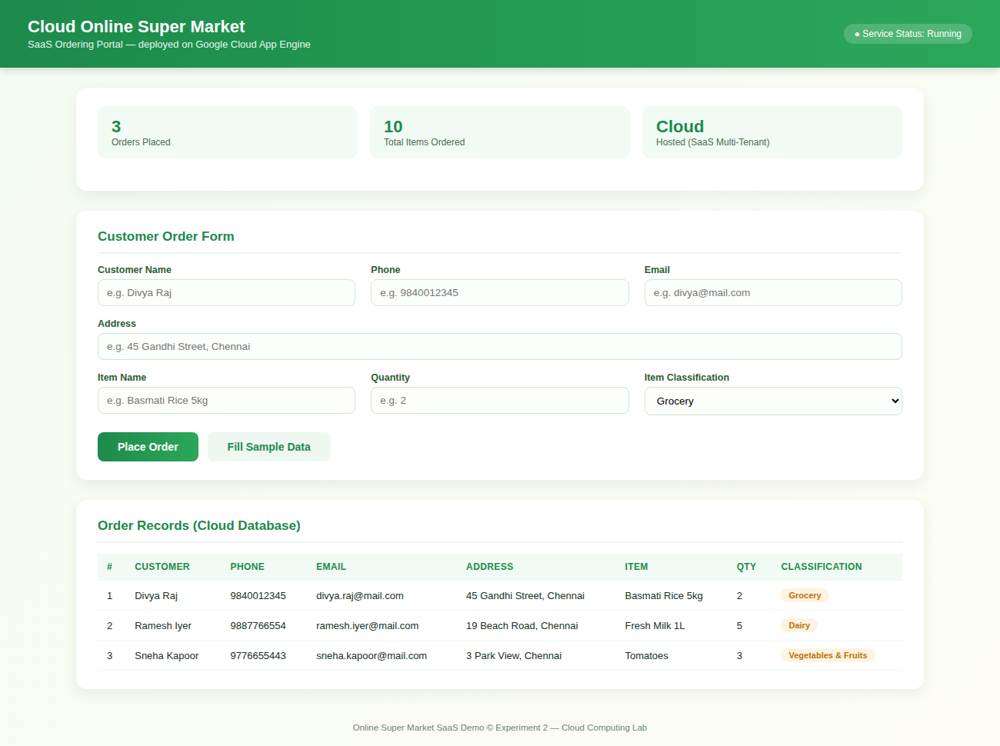 Cloud Online Super Market
SaaS Ordering Portal — deployed on Google Cloud App Engine
● Service Status: Running
3
Orders Placed
10
Total Items Ordered
Cloud
Hosted (SaaS Multi-Tenant)
Customer Order Form
Customer Name Phone Email
e.g. Divya Raj e.g. 9840012345 e.g. divya@mail.com
Address
e.g. 45 Gandhi Street, Chennai
Item Name Quantity Item Classification
e.g. Basmati Rice 5kg e.g. 2 Grocery
Place Order Fill Sample Data
Order Records (Cloud Database)
# CUSTOMER PHONE EMAIL ADDRESS ITEM QTY CLASSIFICATION
1 Divya Raj 9840012345 divya.raj@mail.com 45 Gandhi Street, Chennai Basmati Rice 5kg 2 Grocery
2 Ramesh Iyer 9887766554 ramesh.iyer@mail.com 19 Beach Road, Chennai Fresh Milk 1L 5 Dairy
3 Sneha Kapoor 9776655443 sneha.kapoor@mail.com 3 Park View, Chennai Tomatoes 3 Vegetables & Fruits
Online Super Market SaaS Demo © Experiment 2 — Cloud Computing Lab